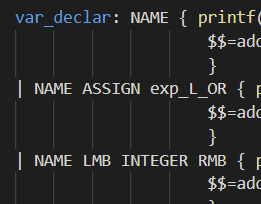 var_declar: NAME { printf(
$$=add
}
| NAME ASSIGN exp_L_OR { p
$$=add
}
| NAME LMB INTEGER RMB { p
$$=add